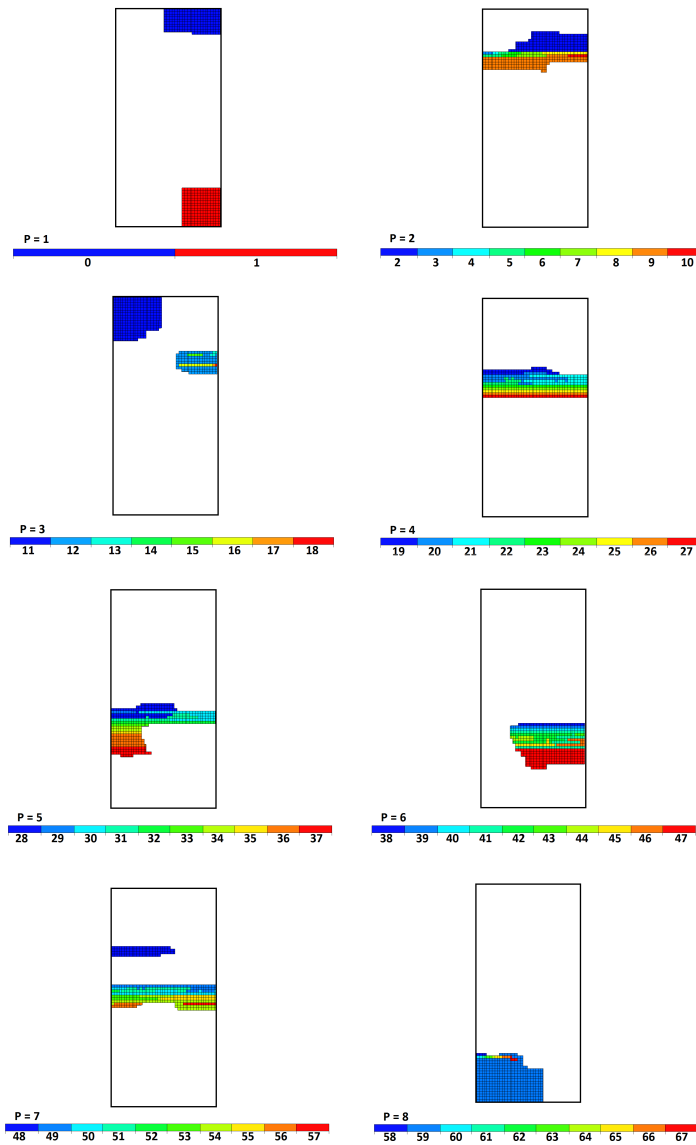 P = 1
0 1
P = 2
2 3 4 5 6 7 8 9 10
P = 3
11 12 13 14 15 16 17 18
P = 4
19 20 21 22 23 24 25 26 27
P = 5
28 29 30 31 32 33 34 35 36 37
P = 6
38 39 40 41 42 43 44 45 46 47
P = 7
48 49 50 51 52 53 54 55 56 57
P = 8
58 59 60 61 62 63 64 65 66 67